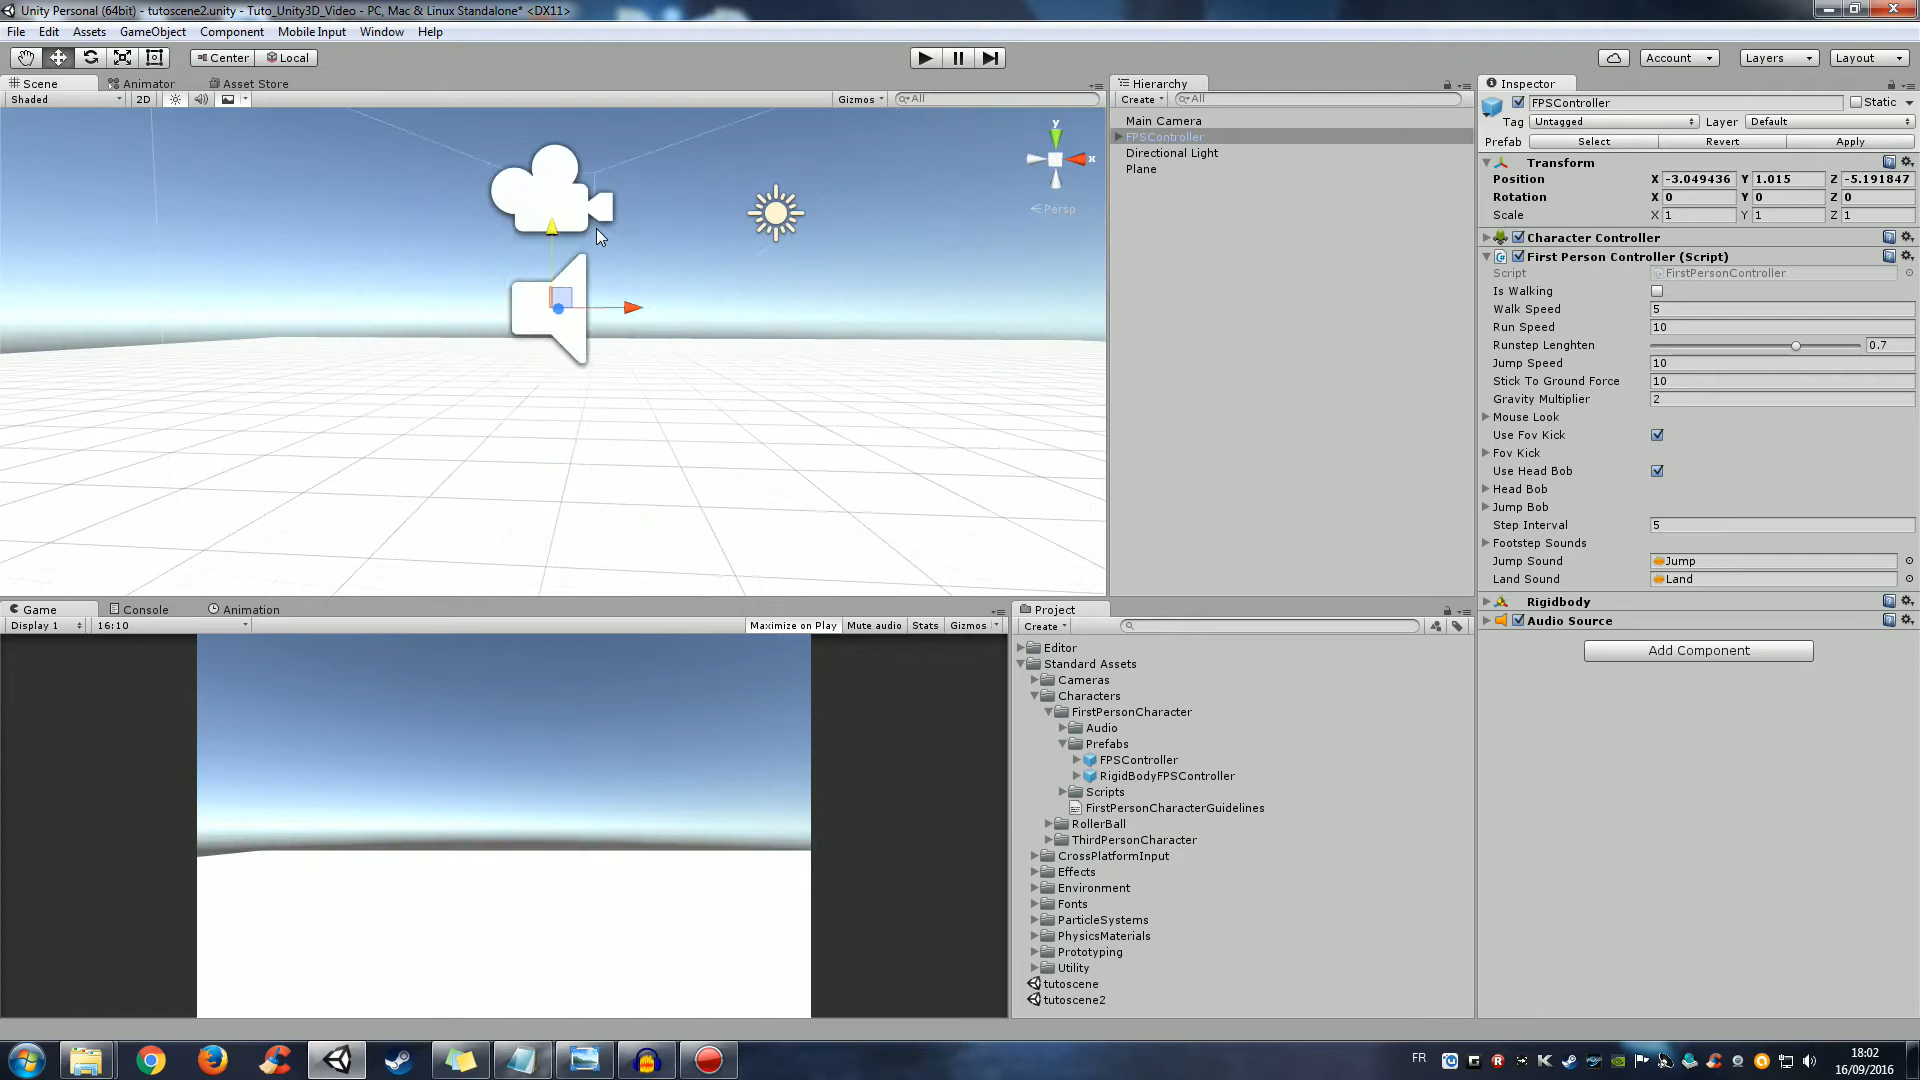 Unity Personal (64bit) - tutoscene2.unity - Tuto_Unity3D_Video - PC, Mac & Linux Standalone* <DX11>
File Edit Assets GameObject Component Mobile Input Window Help
Center Local Account Layers Layout
Scene Animator Asset Store
Shaded 2D Gizmos All
y
x
Persp
Hierarchy
Create All
Main Camera
FPSController
Directional Light
Plane
Inspector
FPSController Static
Tag Untagged Layer Default
Prefab Select Revert Apply
Transform
Position X -3.049436 Y 1.015 Z -5.191847
Rotation X 0 Y 0 Z 0
Scale X 1 Y 1 Z 1
Character Controller
First Person Controller (Script)
Script FirstPersonController
Is Walking
Walk Speed 5
Run Speed 10
Runstep Lenghten 0.7
Jump Speed 10
Stick To Ground Force 10
Gravity Multiplier 2
Mouse Look
Use Fov Kick
Fov Kick
Use Head Bob
Head Bob
Jump Bob
Step Interval 5
Footstep Sounds
Jump Sound Jump
Land Sound Land
Rigidbody
Audio Source
Add Component
Game Console Animation
Display 1 16:10 Maximize on Play Mute audio Stats Gizmos
Project
Create
Editor
Standard Assets
Cameras
Characters
FirstPersonCharacter
Audio
Prefabs
FPSController
RigidBodyFPSController
Scripts
FirstPersonCharacterGuidelines
RollerBall
ThirdPersonCharacter
CrossPlatformInput
Effects
Environment
Fonts
ParticleSystems
PhysicsMaterials
Prototyping
Utility
tutoscene
tutoscene2
FR
18:02
16/09/2016